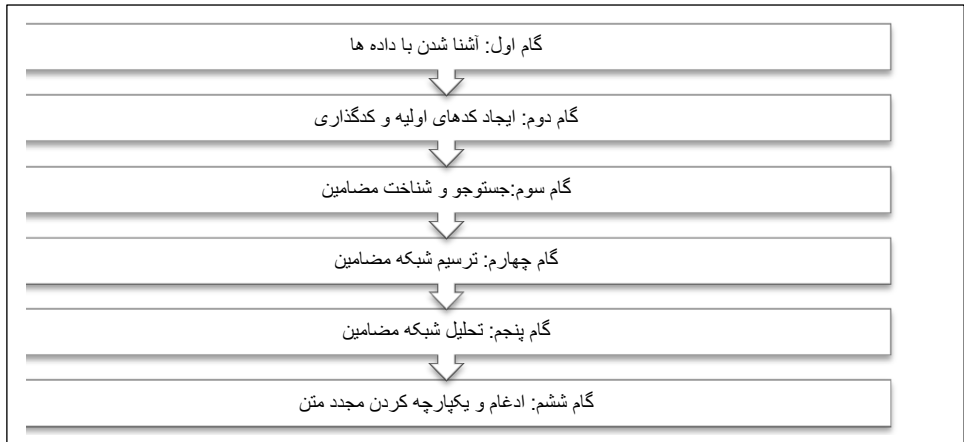 گام اول: آشنا شدن با داده ها
گام دوم: ایجاد کدهای اولیه و کدگذاری
گام سوم:جستوجو و شناخت مضامین
گام چهارم: ترسیم شبکه مضامین
گام پنجم: تحلیل شبکه مضامین
گام ششم: ادغام و یکپارچه کردن مجدد متن